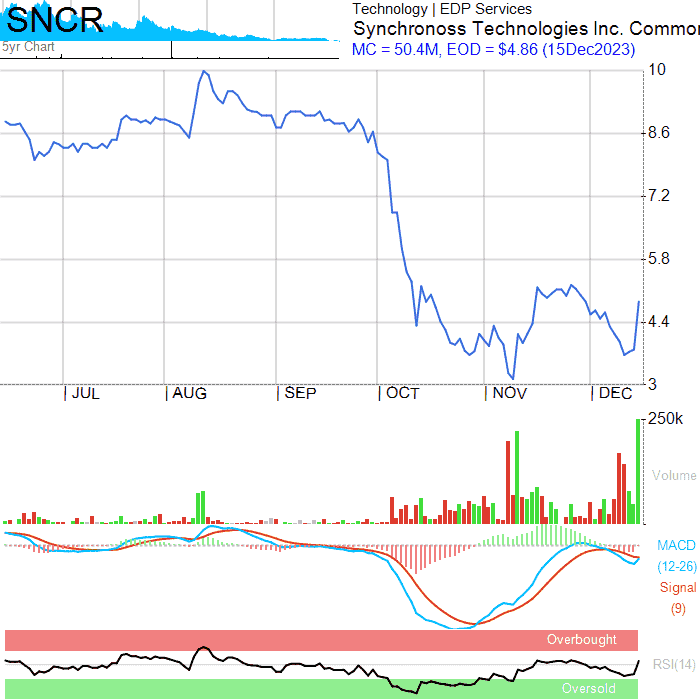 SNCR
5yr Chart
Technology | EDP Services
Synchronoss Technologies Inc. Commo
MC = 50.4M, EOD = $4.86 (15Dec2023)
10
8.6
7.2
5.8
4.4
3
JUL AUG SEP OCT NOV DEC
250k
Volume
MACD
(12-26)
Signal
(9)
Overbought
RSI(14)
Oversold